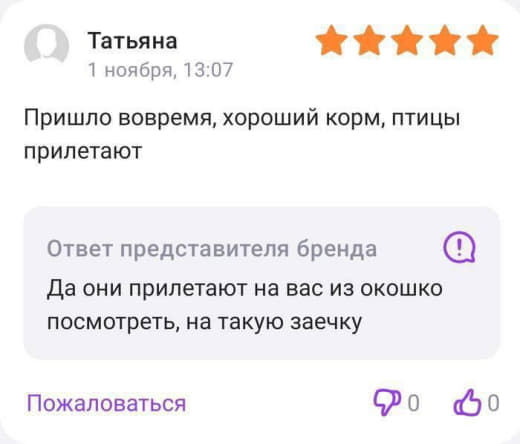 Татьяна
1 ноября, 13:07
Пришло вовремя, хороший корм, птицы
прилетают
Ответ представителя бренда
Да они прилетают на вас из окошко
посмотреть, на такую заечку
Пожаловаться
0
0